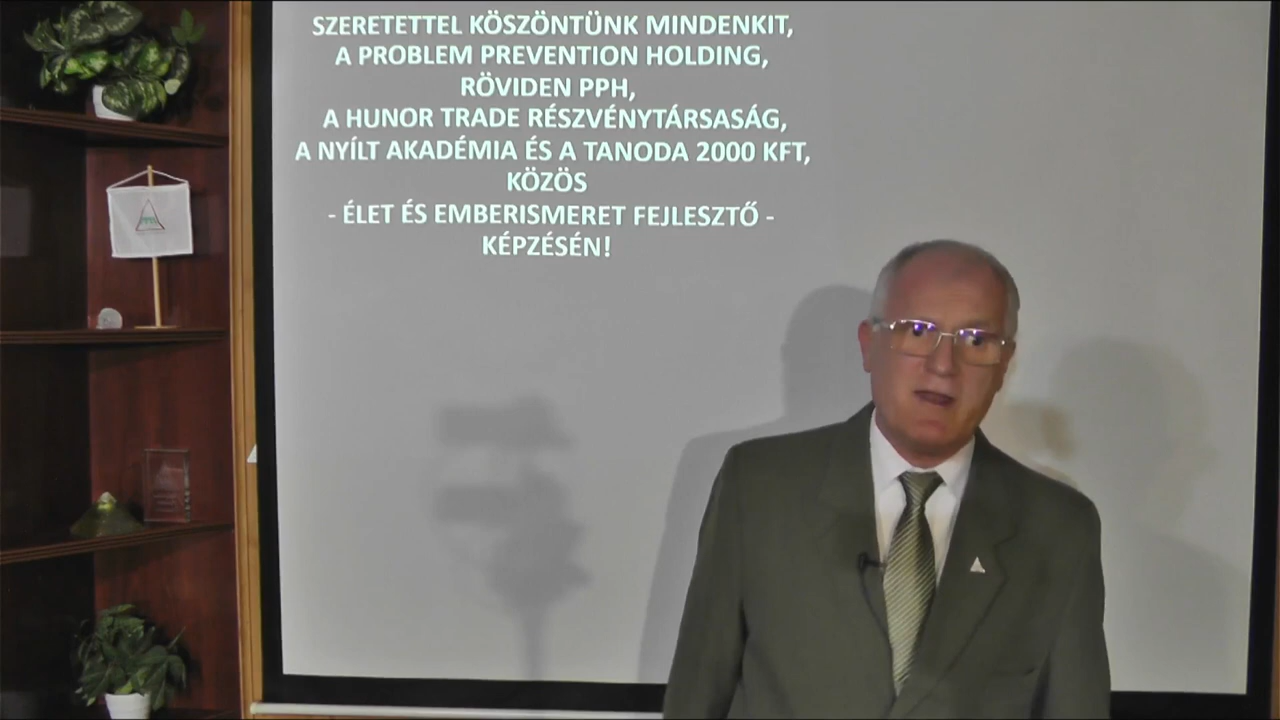 SZERETETTEL KÖSZÖNTÜNK MINDENKIT,
A PROBLEM PREVENTION HOLDING,
RÖVIDEN PPH,
A HUNOR TRADE RÉSZVÉNYTÁRSASÁG,
A NYÍLT AKADÉMIA ÉS A TANODA 2000 KFT,
KÖZÖS
- ÉLET ÉS EMBERISMERET FEJLESZTŐ -
KÉPZÉSÉN!